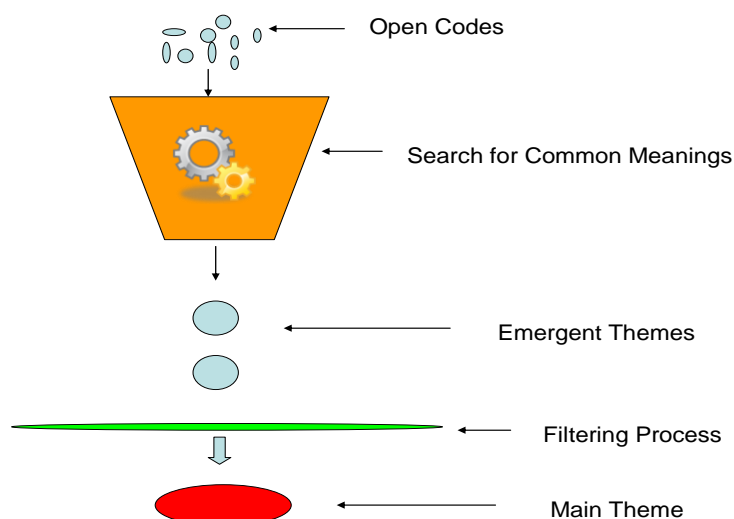 Open Codes
Search for Common Meanings
Emergent Themes
Filtering Process
Main Theme